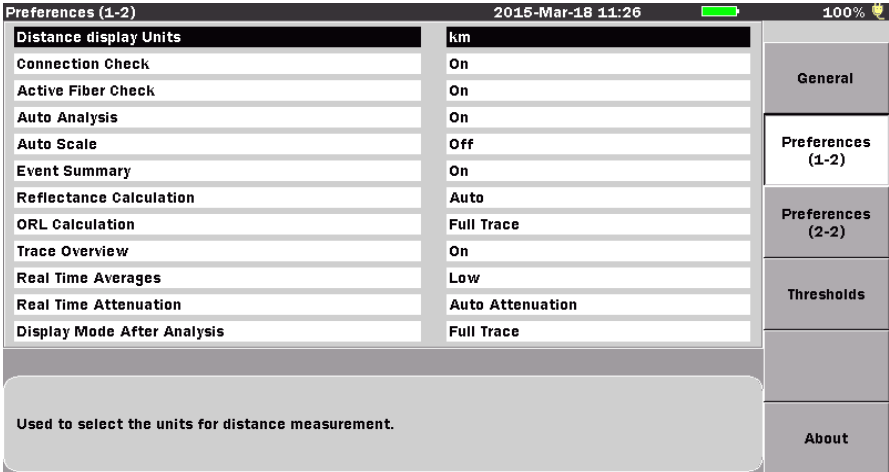 Preferences (1-2) 2015-Mar-18 11:26 100%
Distance display Units km
Connection Check On
Active Fiber Check On
Auto Analysis On
Auto Scale Off
Event Summary On
Reflectance Calculation Auto
ORL Calculation Full Trace
Trace Overview On
Real Time Averages Low
Real Time Attenuation Auto Attenuation
Display Mode After Analysis Full Trace
Used to select the units for distance measurement.
General
Preferences
(1-2)
Preferences
(2-2)
Thresholds
About